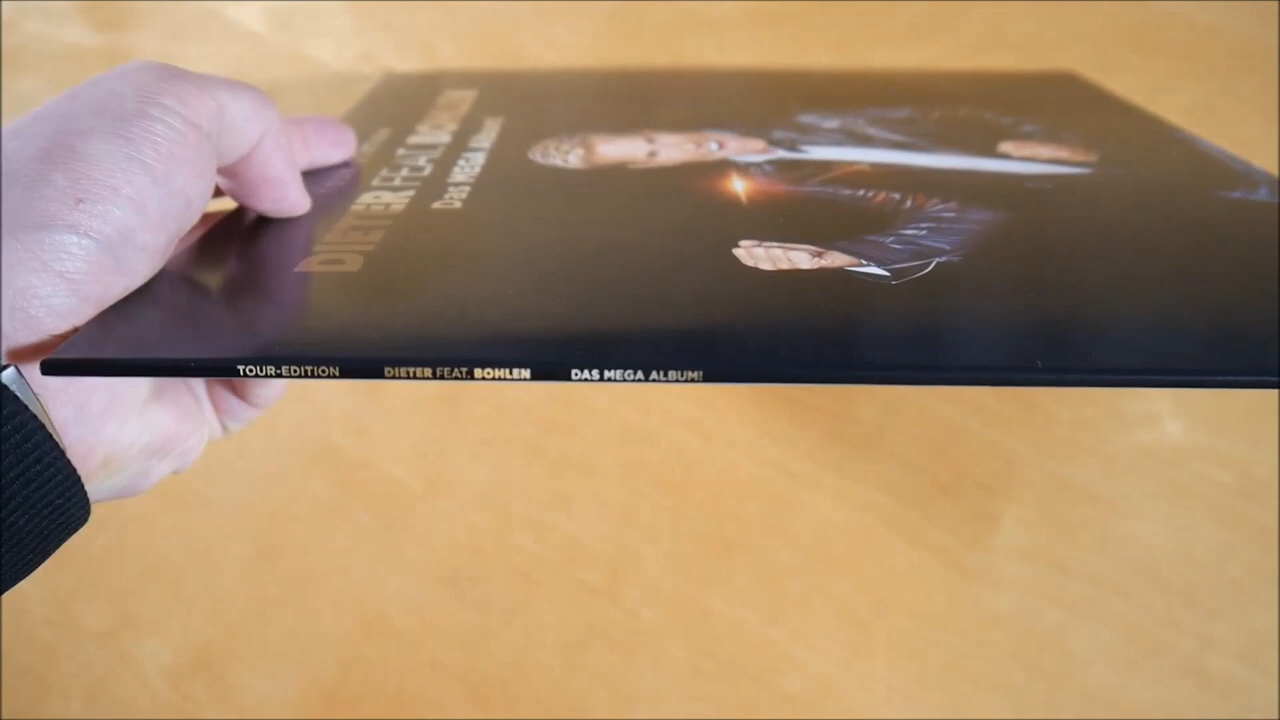 DIETER FEAT. BOHLEN
Das MEGA ALBUM!
TOUR-EDITION DIETER FEAT. BOHLEN DAS MEGA ALBUM!